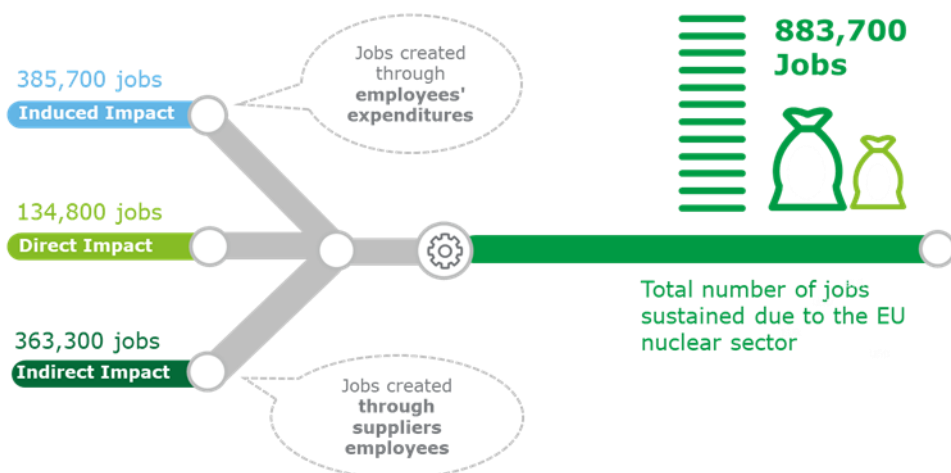 883,700
Jobs
Jobs created
through
employees'
expenditures
385,700 jobs
Induced Impact
134,800 jobs
Direct Impact
Total number of jobs
sustained due to the EU
nuclear sector
363,300 jobs
Indirect Impact
Jobs created
through
suppliers
employees